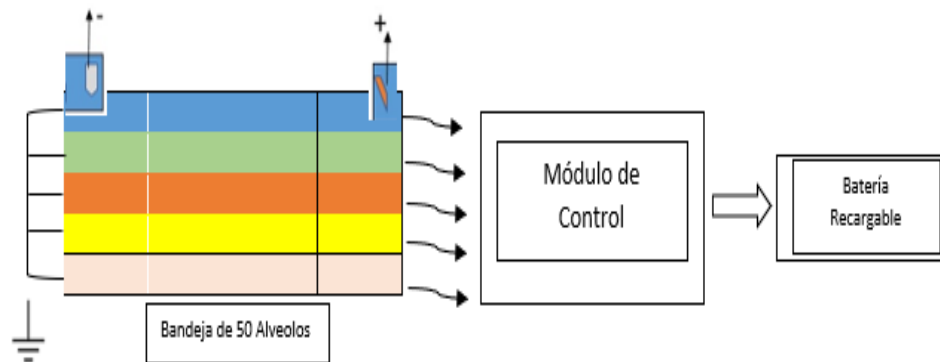 -
+
Módulo de
Control
Batería
Recargable
Bandeja de 50 Alveolos